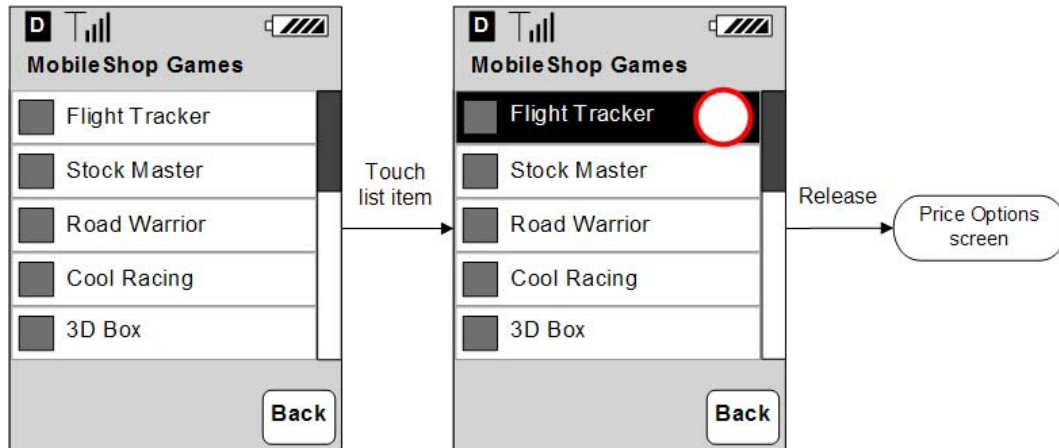 D
MobileShop Games
Flight Tracker
Stock Master
Road Warrior
Cool Racing
3D Box
Back
Touch
list item
D
MobileShop Games
Flight Tracker
Stock Master
Road Warrior
Cool Racing
3D Box
Back
Release
Price Options
screen